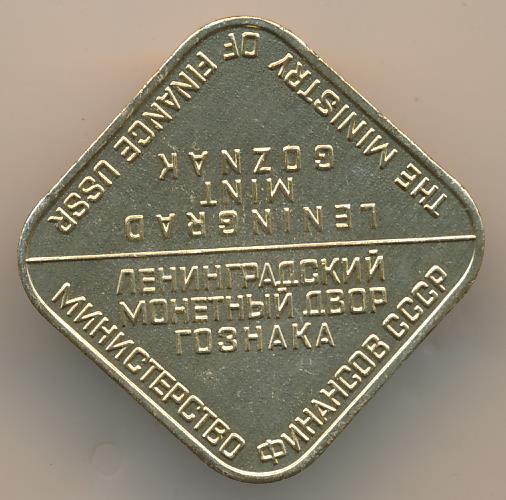 THE MINISTRY OF FINANCE USSR
LENINGRAD
MINT
GOZNAK
ЛЕНИНГРАДСКИЙ
МОНЕТНЫЙ ДВОР
ГОЗНАКА
МИНИСТЕРСТВО ФИНАНСОВ СССР